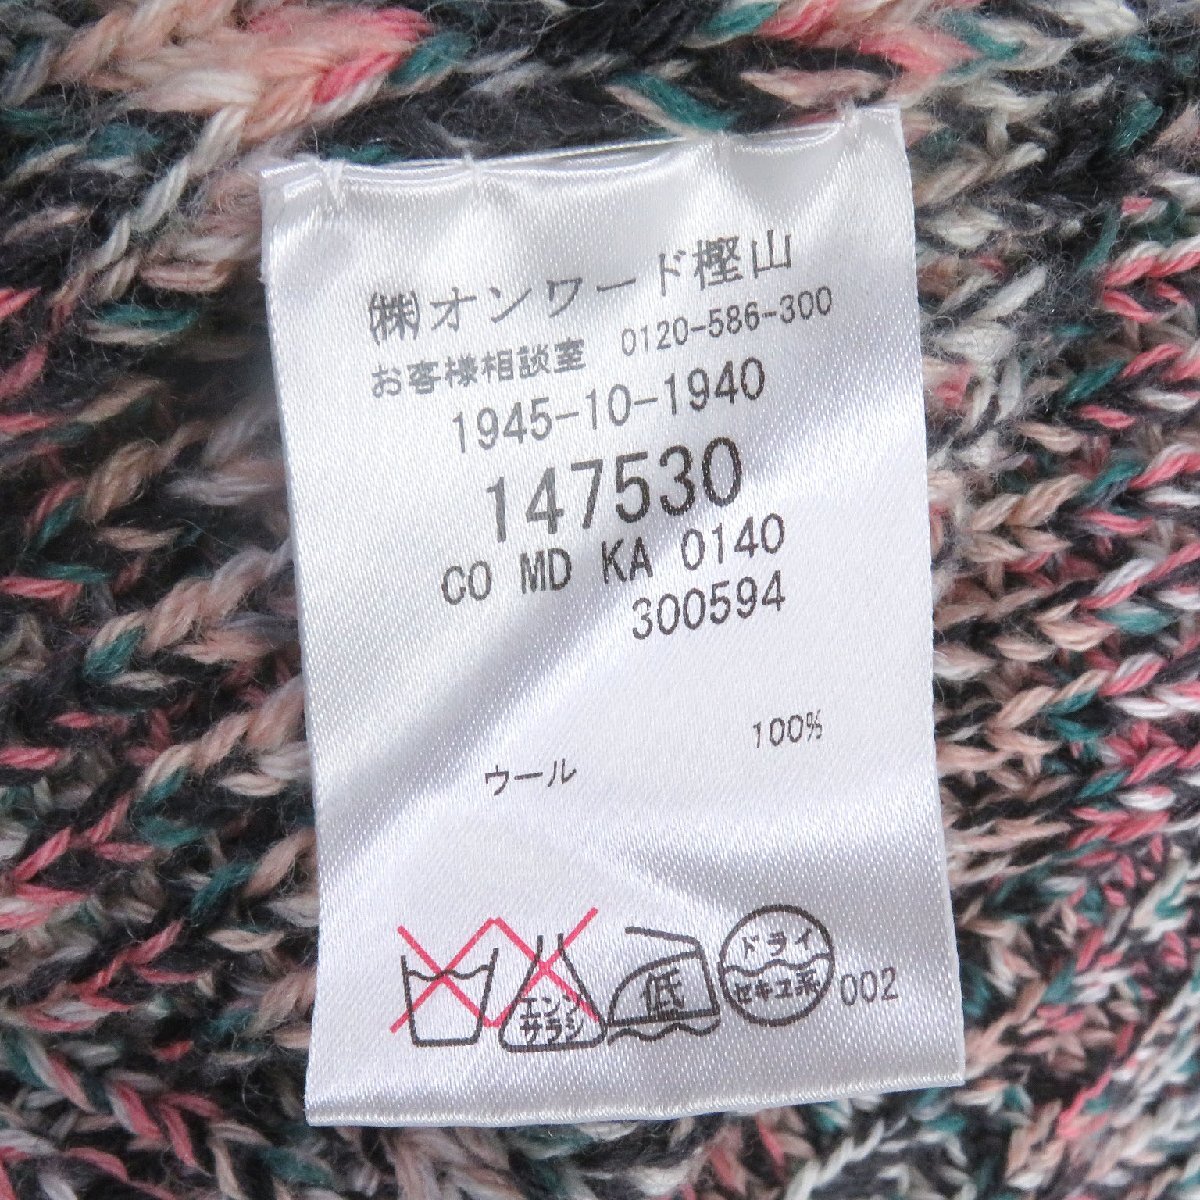 ㈱オンワード樫山
お客様相談室 0120-586-300
1945-10-1940
147530
CO MD KA 0140
300594
100%
ウール
エンソ
サラシ
低
ドライ
セキユ系
002